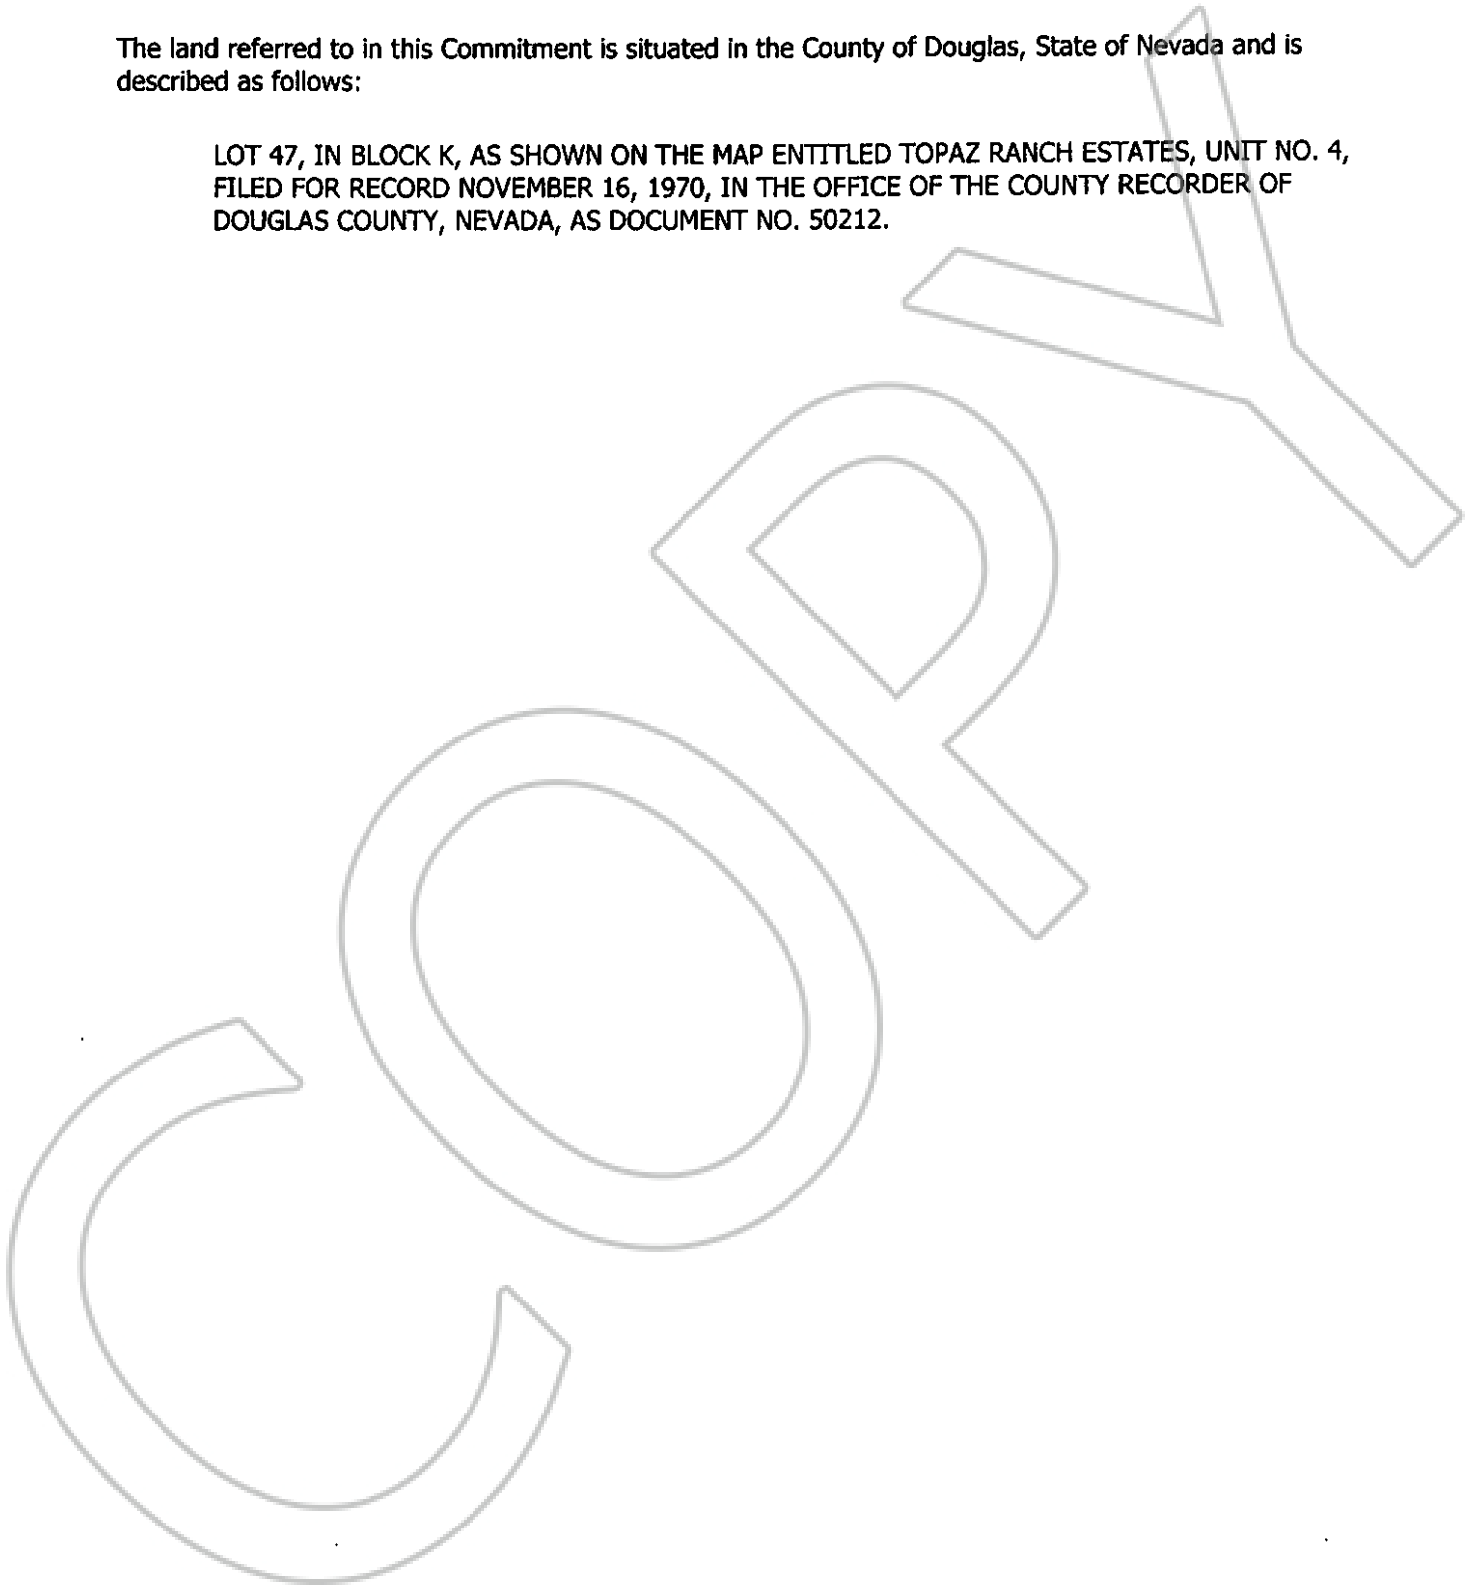 The land referred to in this Commitment is situated in the County of Douglas, State of Nevada and is
described as follows:
LOT 47, IN BLOCK K, AS SHOWN ON THE MAP ENTITLED TOPAZ RANCH ESTATES, UNIT NO. 4,
FILED FOR RECORD NOVEMBER 16, 1970, IN THE OFFICE OF THE COUNTY RECORDER OF
DOUGLAS COUNTY, NEVADA, AS DOCUMENT NO. 50212.
COPY